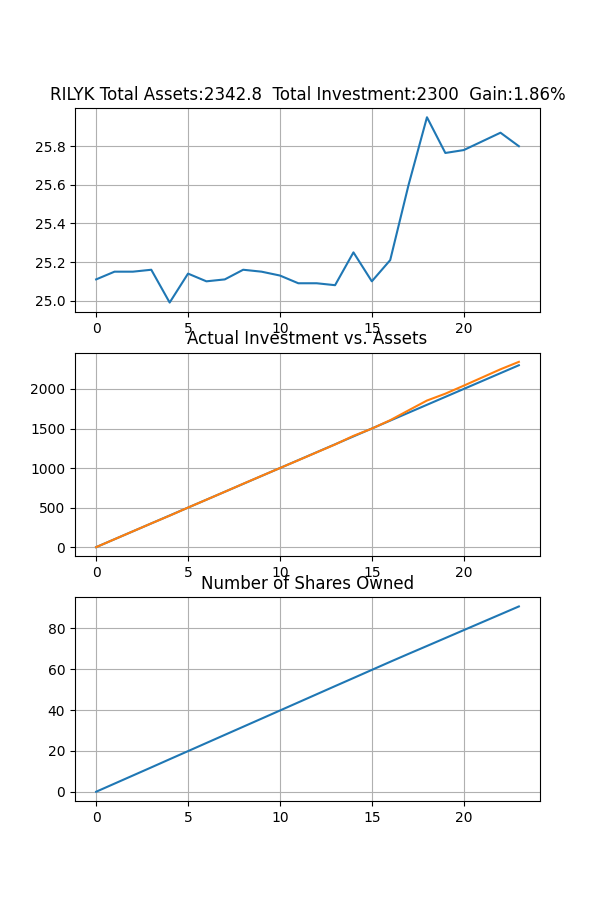 RILYK Total Assets:2342.8  Total Investment:2300  Gain:1.86%
25.8
25.6
25.4
25.2
25.0
0 5 10 15 20
Actual Investment vs. Assets
2000
1500
1000
500
0
0 5 10 15 20
Number of Shares Owned
80
60
40
20
0
0 5 10 15 20